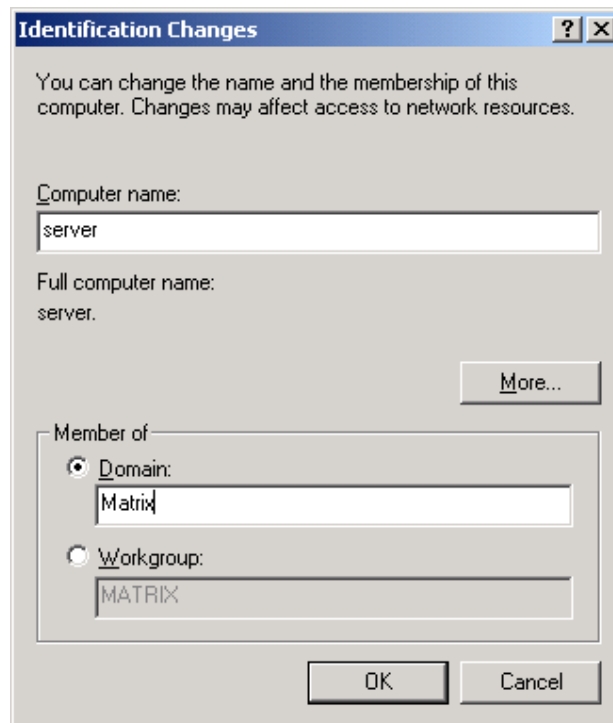 Identification Changes
You can change the name and the membership of this
computer. Changes may affect access to network resources.
Computer name:
server
Full computer name:
server.
More...
Member of
Domain:
Matrix
Workgroup:
MATRIX
OK
Cancel